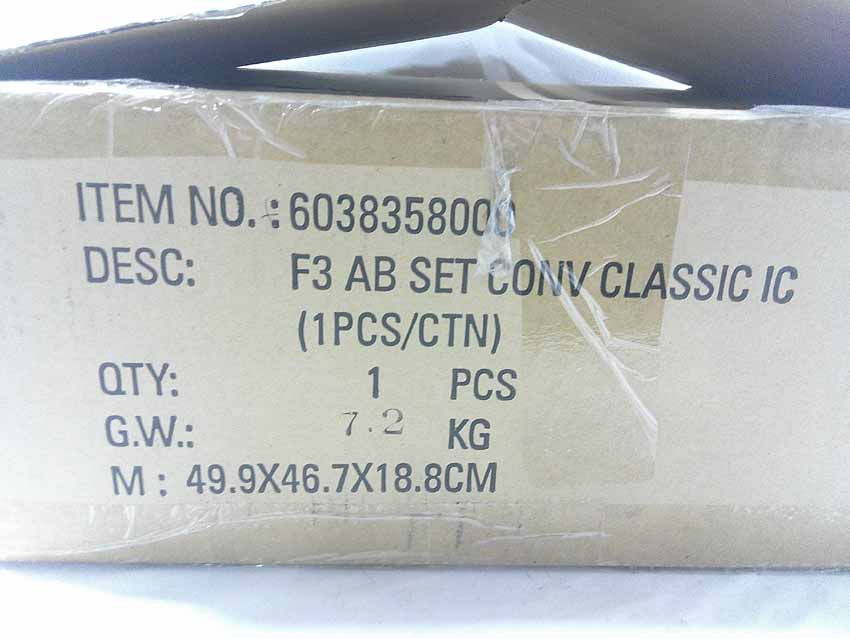 ITEM NO.: 6038358000
DESC: F3 AB SET CONV CLASSIC IC
(1PCS/CTN)
QTY: 1 PCS
G.W.: 7.2 KG
M: 49.9X46.7X18.8CM